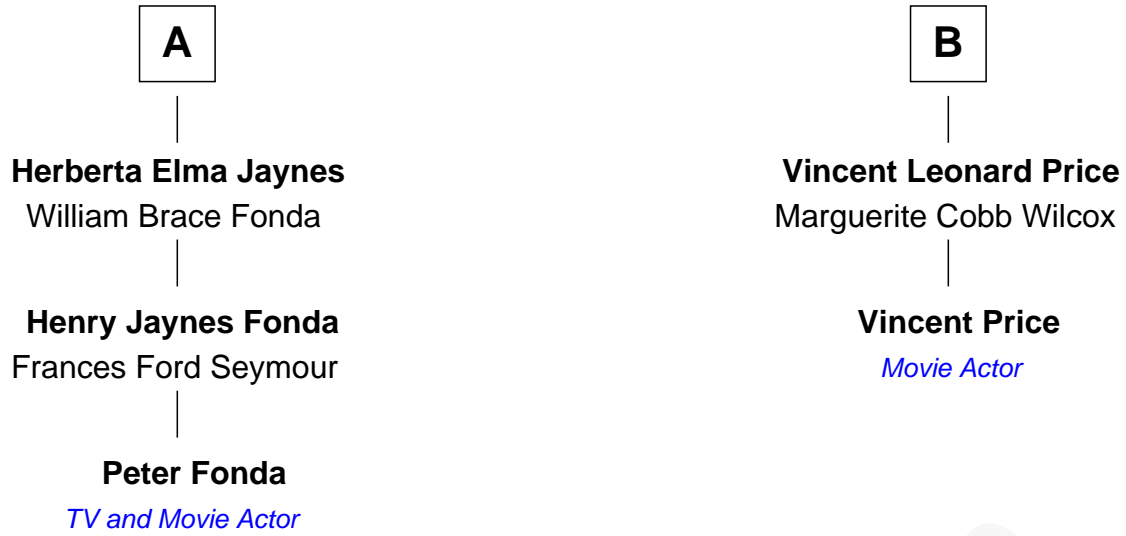 A
Herberta Elma Jaynes
William Brace Fonda
Henry Jaynes Fonda
Frances Ford Seymour
Peter Fonda
TV and Movie Actor
B
Vincent Leonard Price
Marguerite Cobb Wilcox
Vincent Price
Movie Actor